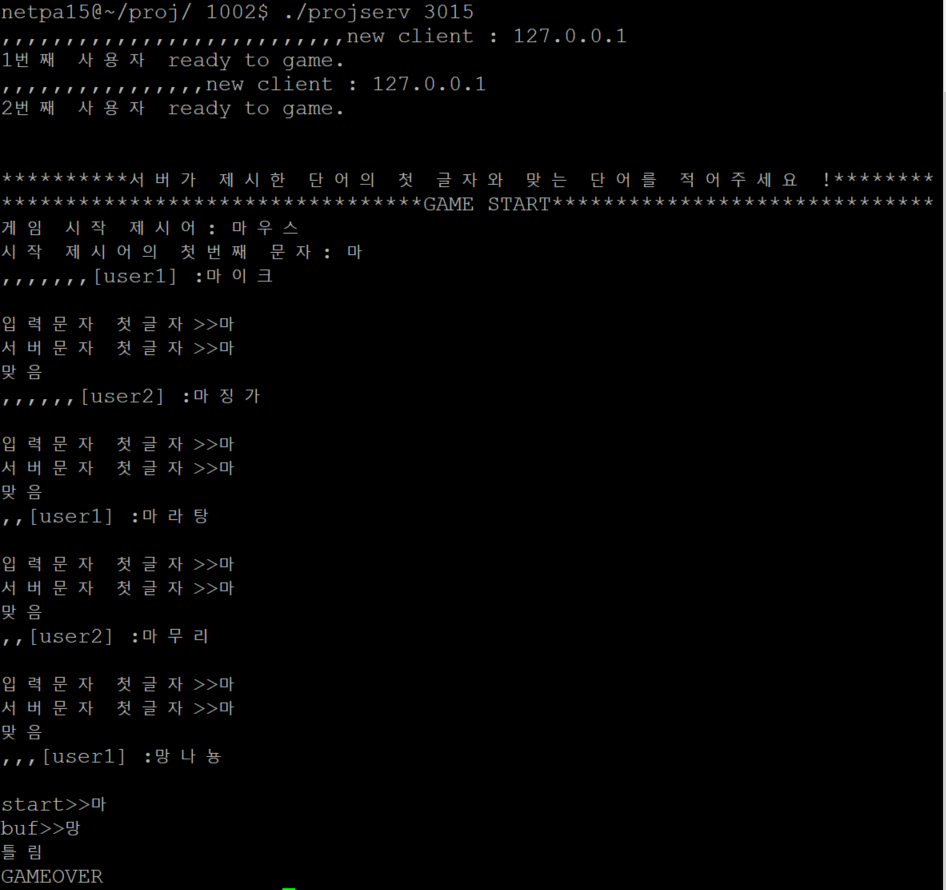 netpa15@~/proj/ 1002$ ./projserv 3015
,,,,,,,,,,,,,,,,,,,,,,,,,,,new client : 127.0.0.1
1번째 사용자 ready to game.
,,,,,,,,,,,,,,,,new client : 127.0.0.1
2번째 사용자 ready to game.
**********서버가 제시한 단어의 첫 글자와 맞는 단어를 적어주세요 !********
*********************************GAME START******************************
게임 시작 제시어: 마우스
시작 제시어의 첫번째 문자: 마
,,,,,,,[user1] :마이크
입력문자 첫글자>>마
서버문자 첫글자>>마
맞음
,,,,,,[user2] :마징가
입력문자 첫글자>>마
서버문자 첫글자>>마
맞음
,,[user1] :마라탕
입력문자 첫글자>>마
서버문자 첫글자>>마
맞음
,,[user2] :마무리
입력문자 첫글자>>마
서버문자 첫글자>>마
맞음
,,,[user1] :망나뇽
start>>마
buf>>망
틀림
GAMEOVER